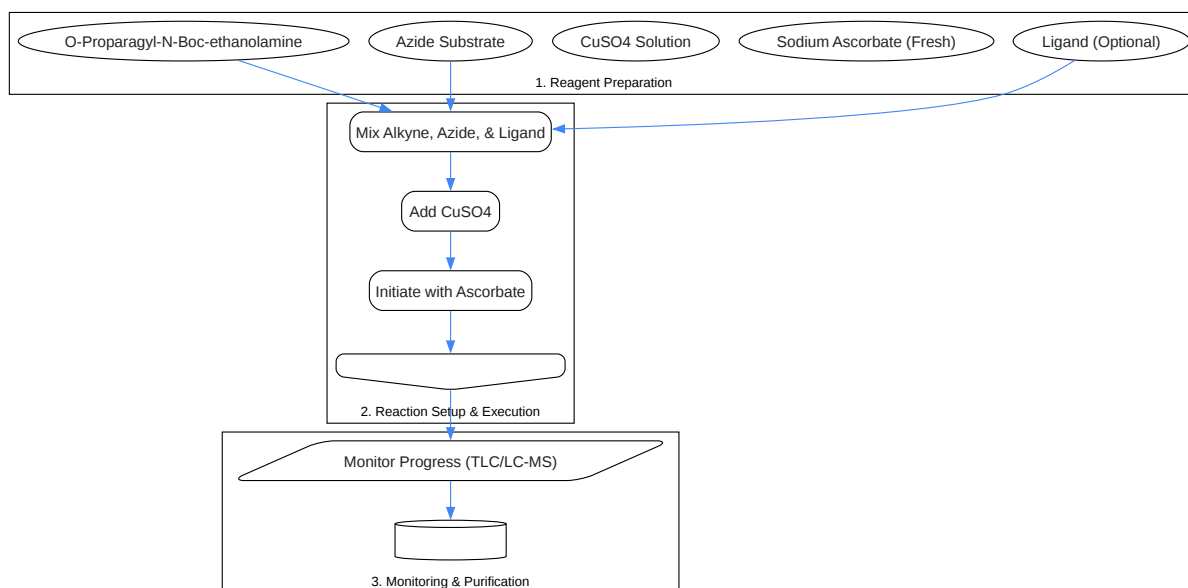 O-Proparagyl-N-Boc-ethanolamine
Azide Substrate
CuSO4 Solution
Sodium Ascorbate (Fresh)
Ligand (Optional)
1. Reagent Preparation
Mix Alkyne, Azide, & Ligand
Add CuSO4
Initiate with Ascorbate
2. Reaction Setup & Execution
Monitor Progress (TLC/LC-MS)
3. Monitoring & Purification